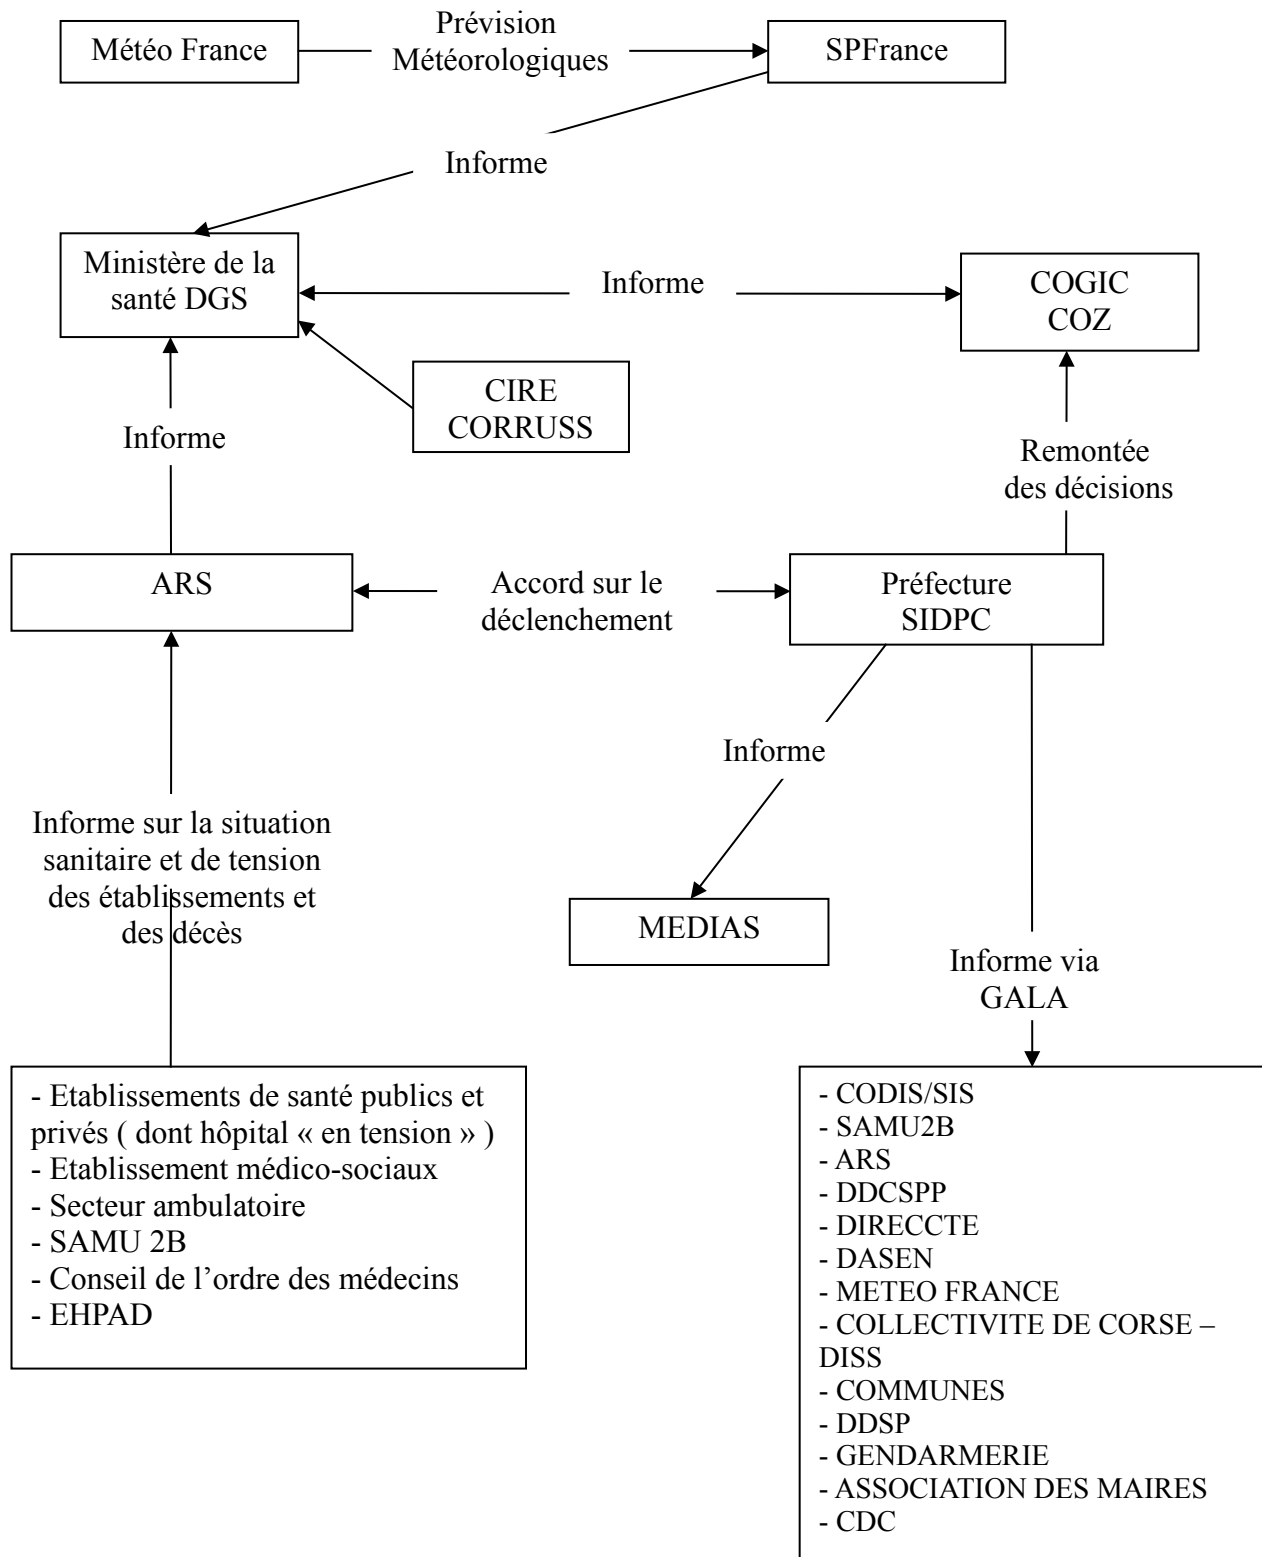 Météo France
Prévision
Météorologiques
SPFrance
Informe
Ministère de la
santé DGS
Informe
COGIC
COZ
CIRE
CORRUSS
Informe
Remontée
des décisions
ARS
Accord sur le
déclenchement
Préfecture
SIDPC
Informe
Informe sur la situation
sanitaire et de tension
des établissements et
des décès
MEDIAS
Informe via
GALA
- Etablissements de santé publics et
privés ( dont hôpital « en tension » )
- Etablissement médico-sociaux
- Secteur ambulatoire
- SAMU 2B
- Conseil de l’ordre des médecins
- EHPAD
- CODIS/SIS
- SAMU2B
- ARS
- DDCSPP
- DIRECCTE
- DASEN
- METEO FRANCE
- COLLECTIVITE DE CORSE –
DISS
- COMMUNES
- DDSP
- GENDARMERIE
- ASSOCIATION DES MAIRES
- CDC